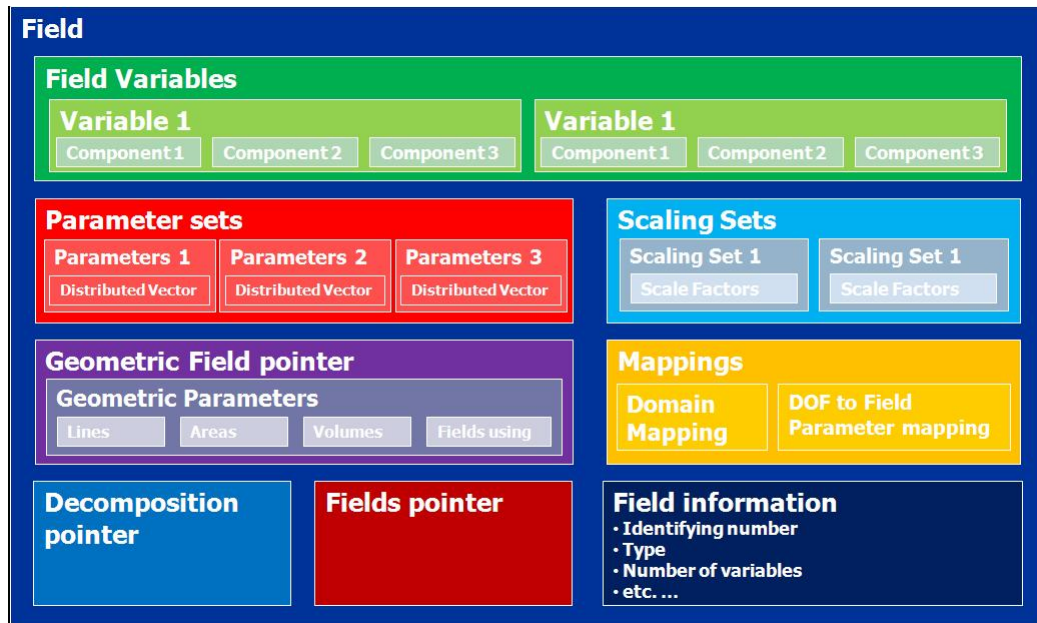 Field
Field Variables
Variable 1
Component 1
Component 2
Component 3
Variable 1
Component 1
Component 2
Component 3
Parameter sets
Parameters 1
Distributed Vector
Parameters 2
Distributed Vector
Parameters 3
Distributed Vector
Scaling Sets
Scaling Set 1
Scale Factors
Scaling Set 1
Scale Factors
Geometric Field pointer
Geometric Parameters
Lines
Areas
Volumes
Fields using
Mappings
Domain
Mapping
DOF to Field
Parameter mapping
Decomposition
pointer
Fields pointer
Field information
• Identifying number
• Type
• Number of variables
• etc. ...